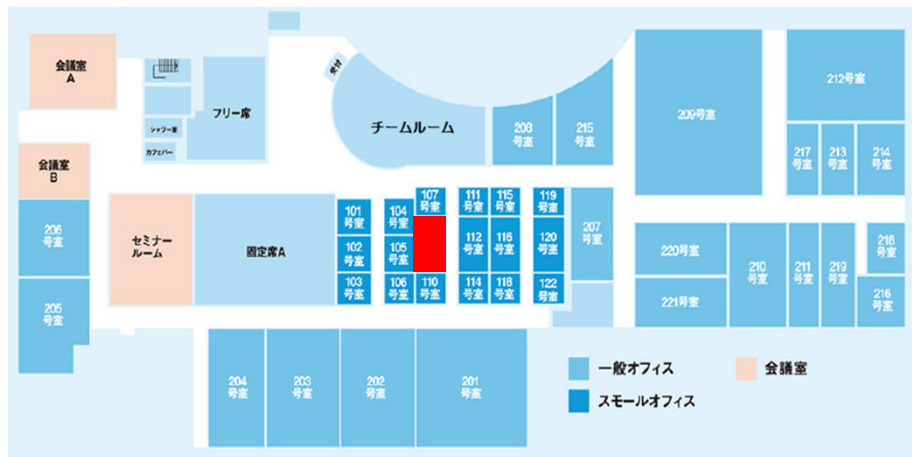 会議室
A
シャワー室
カフェバー
フリー席
受付
チームルーム
208
号室
215
号室
209号室
212号室
217
号室
213
号室
214
号室
会議室
B
206
号室
205
号室
セミナー
ルーム
固定席A
101
号室
102
号室
103
号室
104
号室
105
号室
106
号室
107
号室
110
号室
111
号室
112
号室
114
号室
115
号室
116
号室
118
号室
119
号室
120
号室
122
号室
207
号室
220号室
221号室
210
号室
211
号室
219
号室
218
号室
216
号室
204
号室
203
号室
202
号室
201
号室
一般オフィス
会議室
スモールオフィス